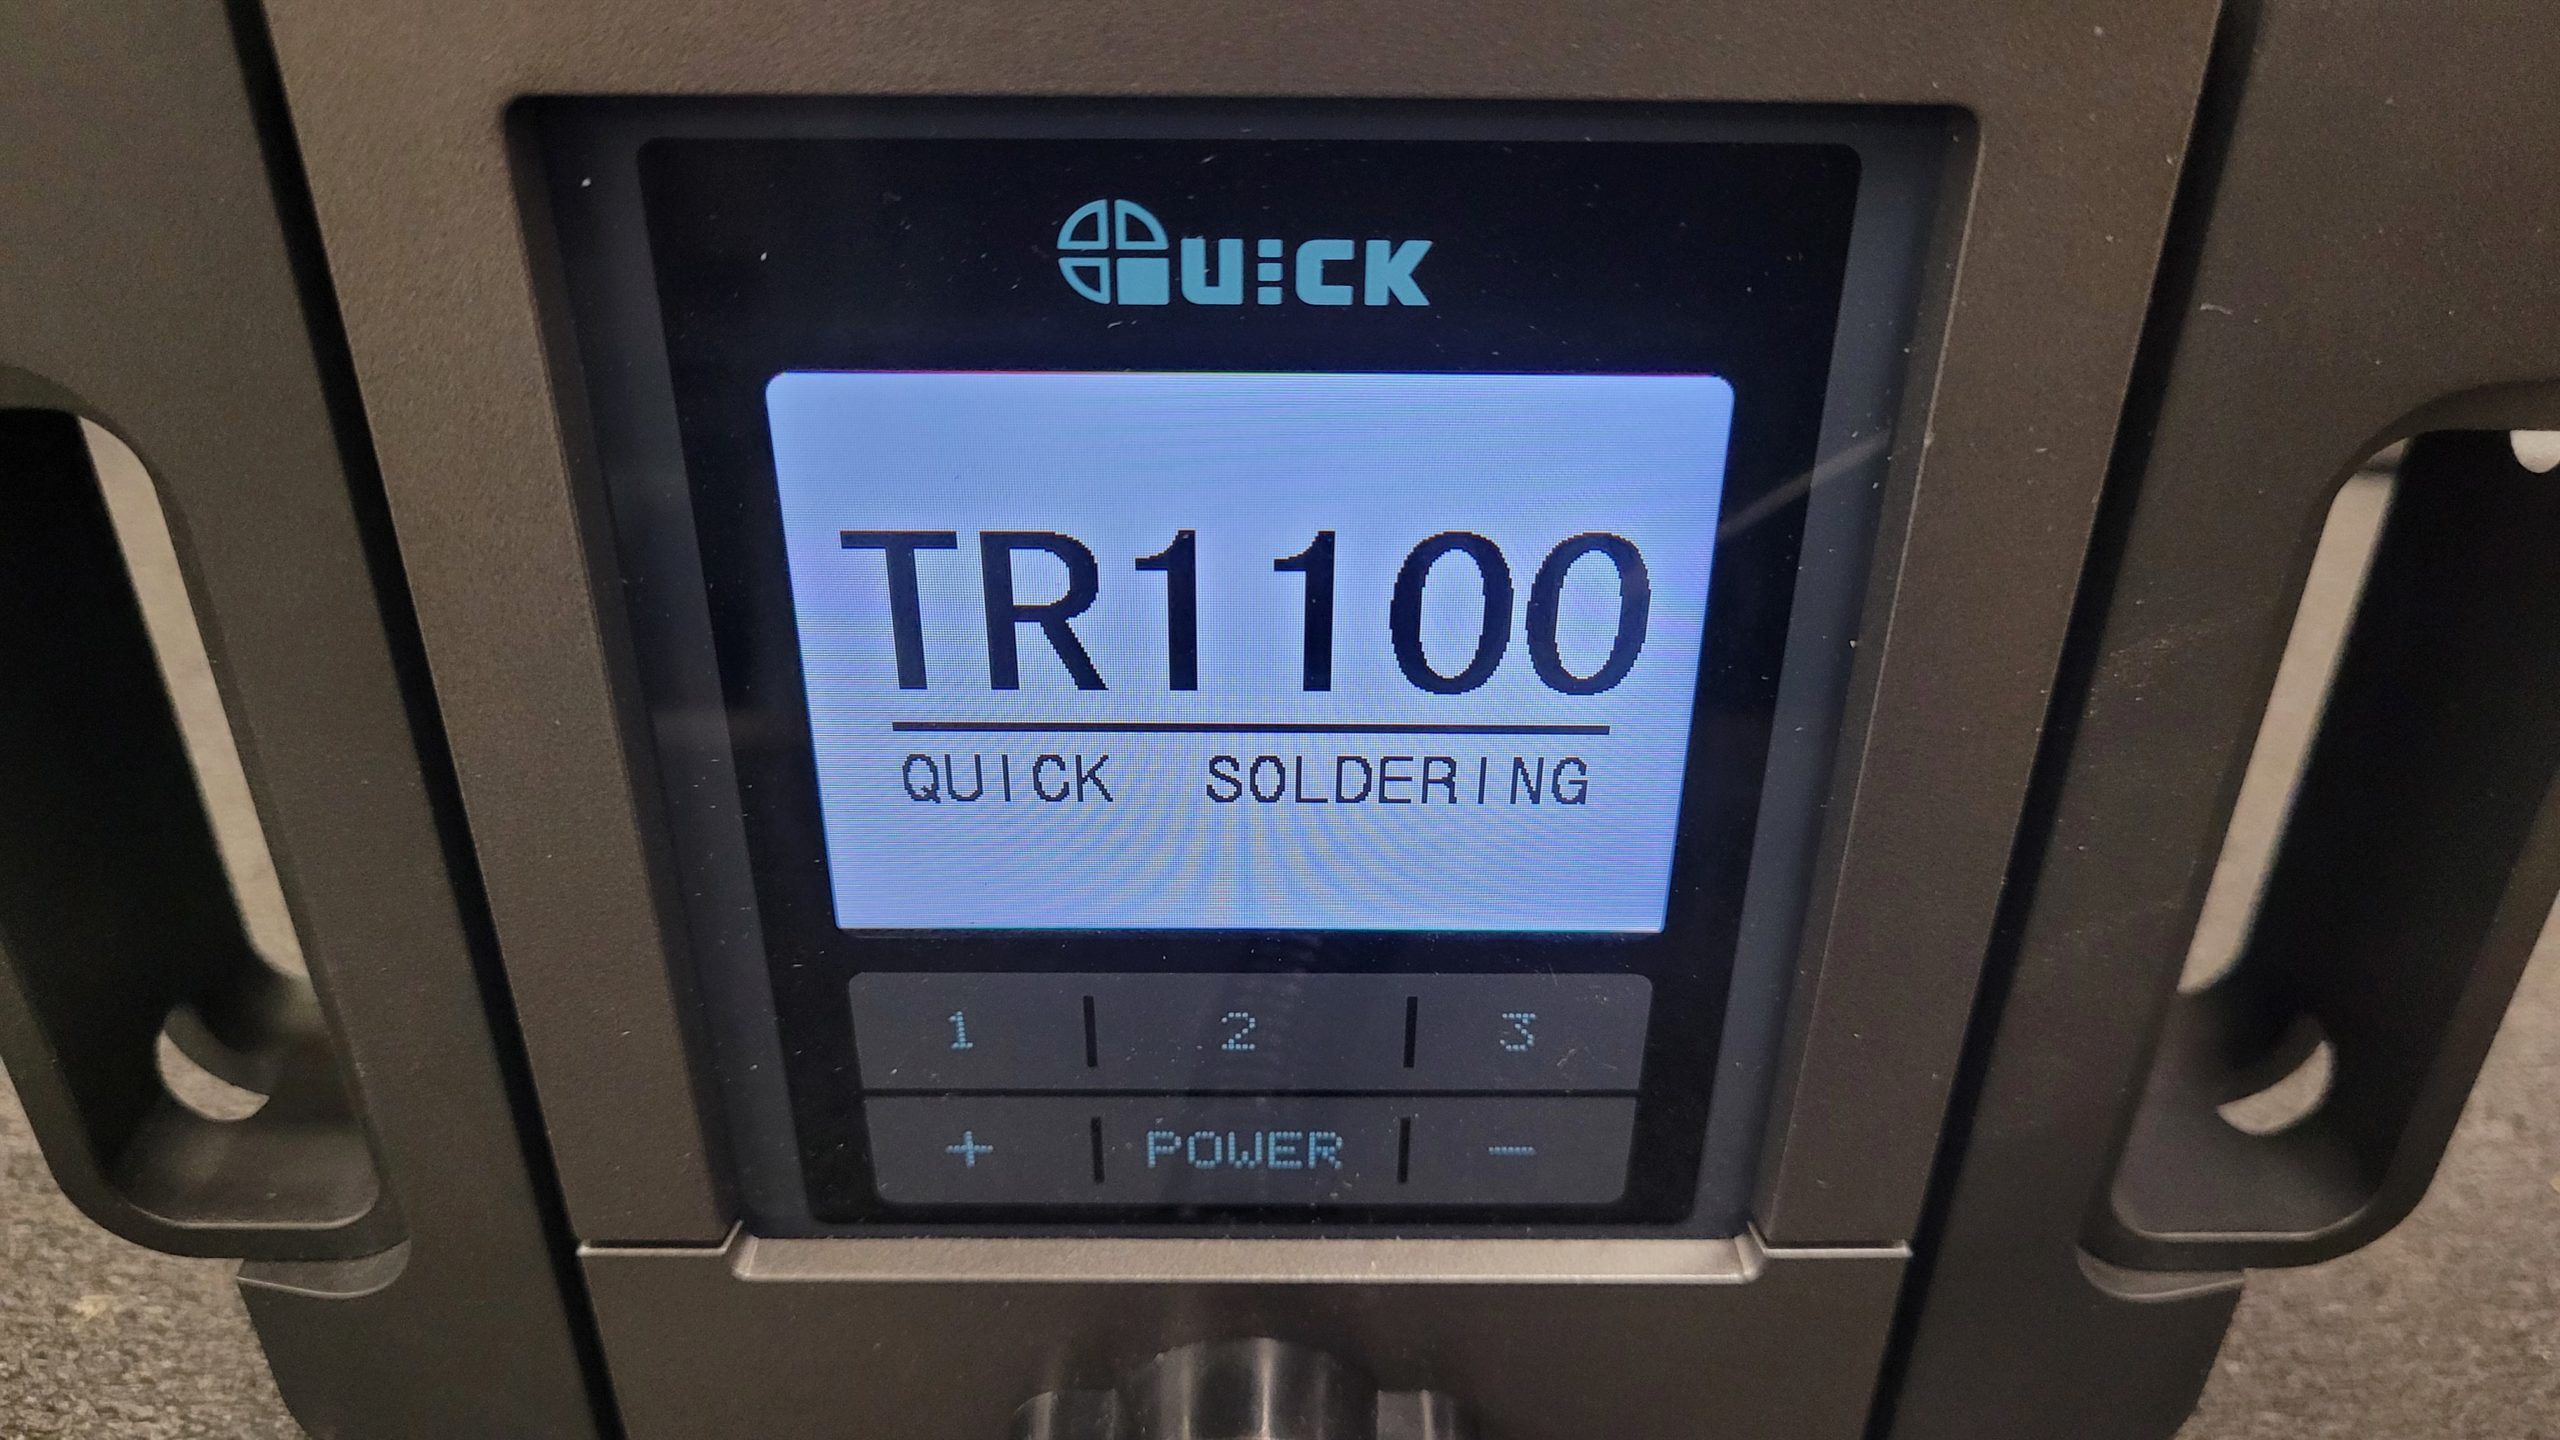 QUICK
TR1100
QUICK SOLDERING
1 2 3
+ POWER -